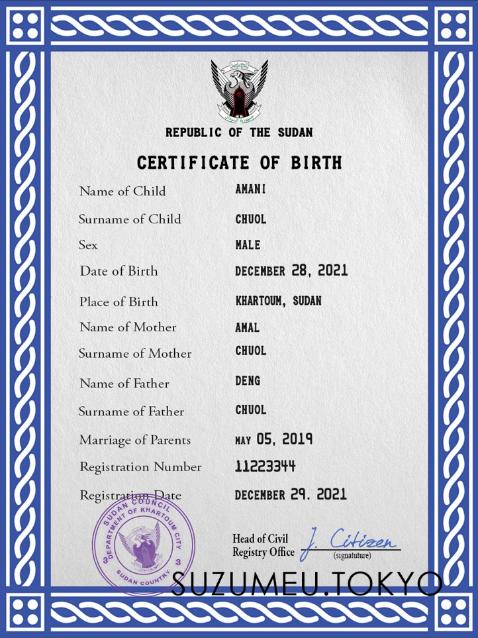 REPUBLIC OF THE SUDAN
CERTIFICATE OF BIRTH
Name of Child AMANI
Surname of Child CHUOL
Sex MALE
Date of Birth DECEMBER 28, 2021
Place of Birth KHARTOUM, SUDAN
Name of Mother AMAL
Surname of Mother CHUOL
Name of Father DENG
Surname of Father CHUOL
Marriage of Parents MAY 05, 2019
Registration Number 11223344
Registration Date DECEMBER 29. 2021
SUDAN COUNCIL
DEPARTMENT OF KHARTOUM CITY
SUDAN COUNTRY
3 3
Head of Civil
Registry Office J. Citizen
(signatuture)
SUZUMEU.TOKYO